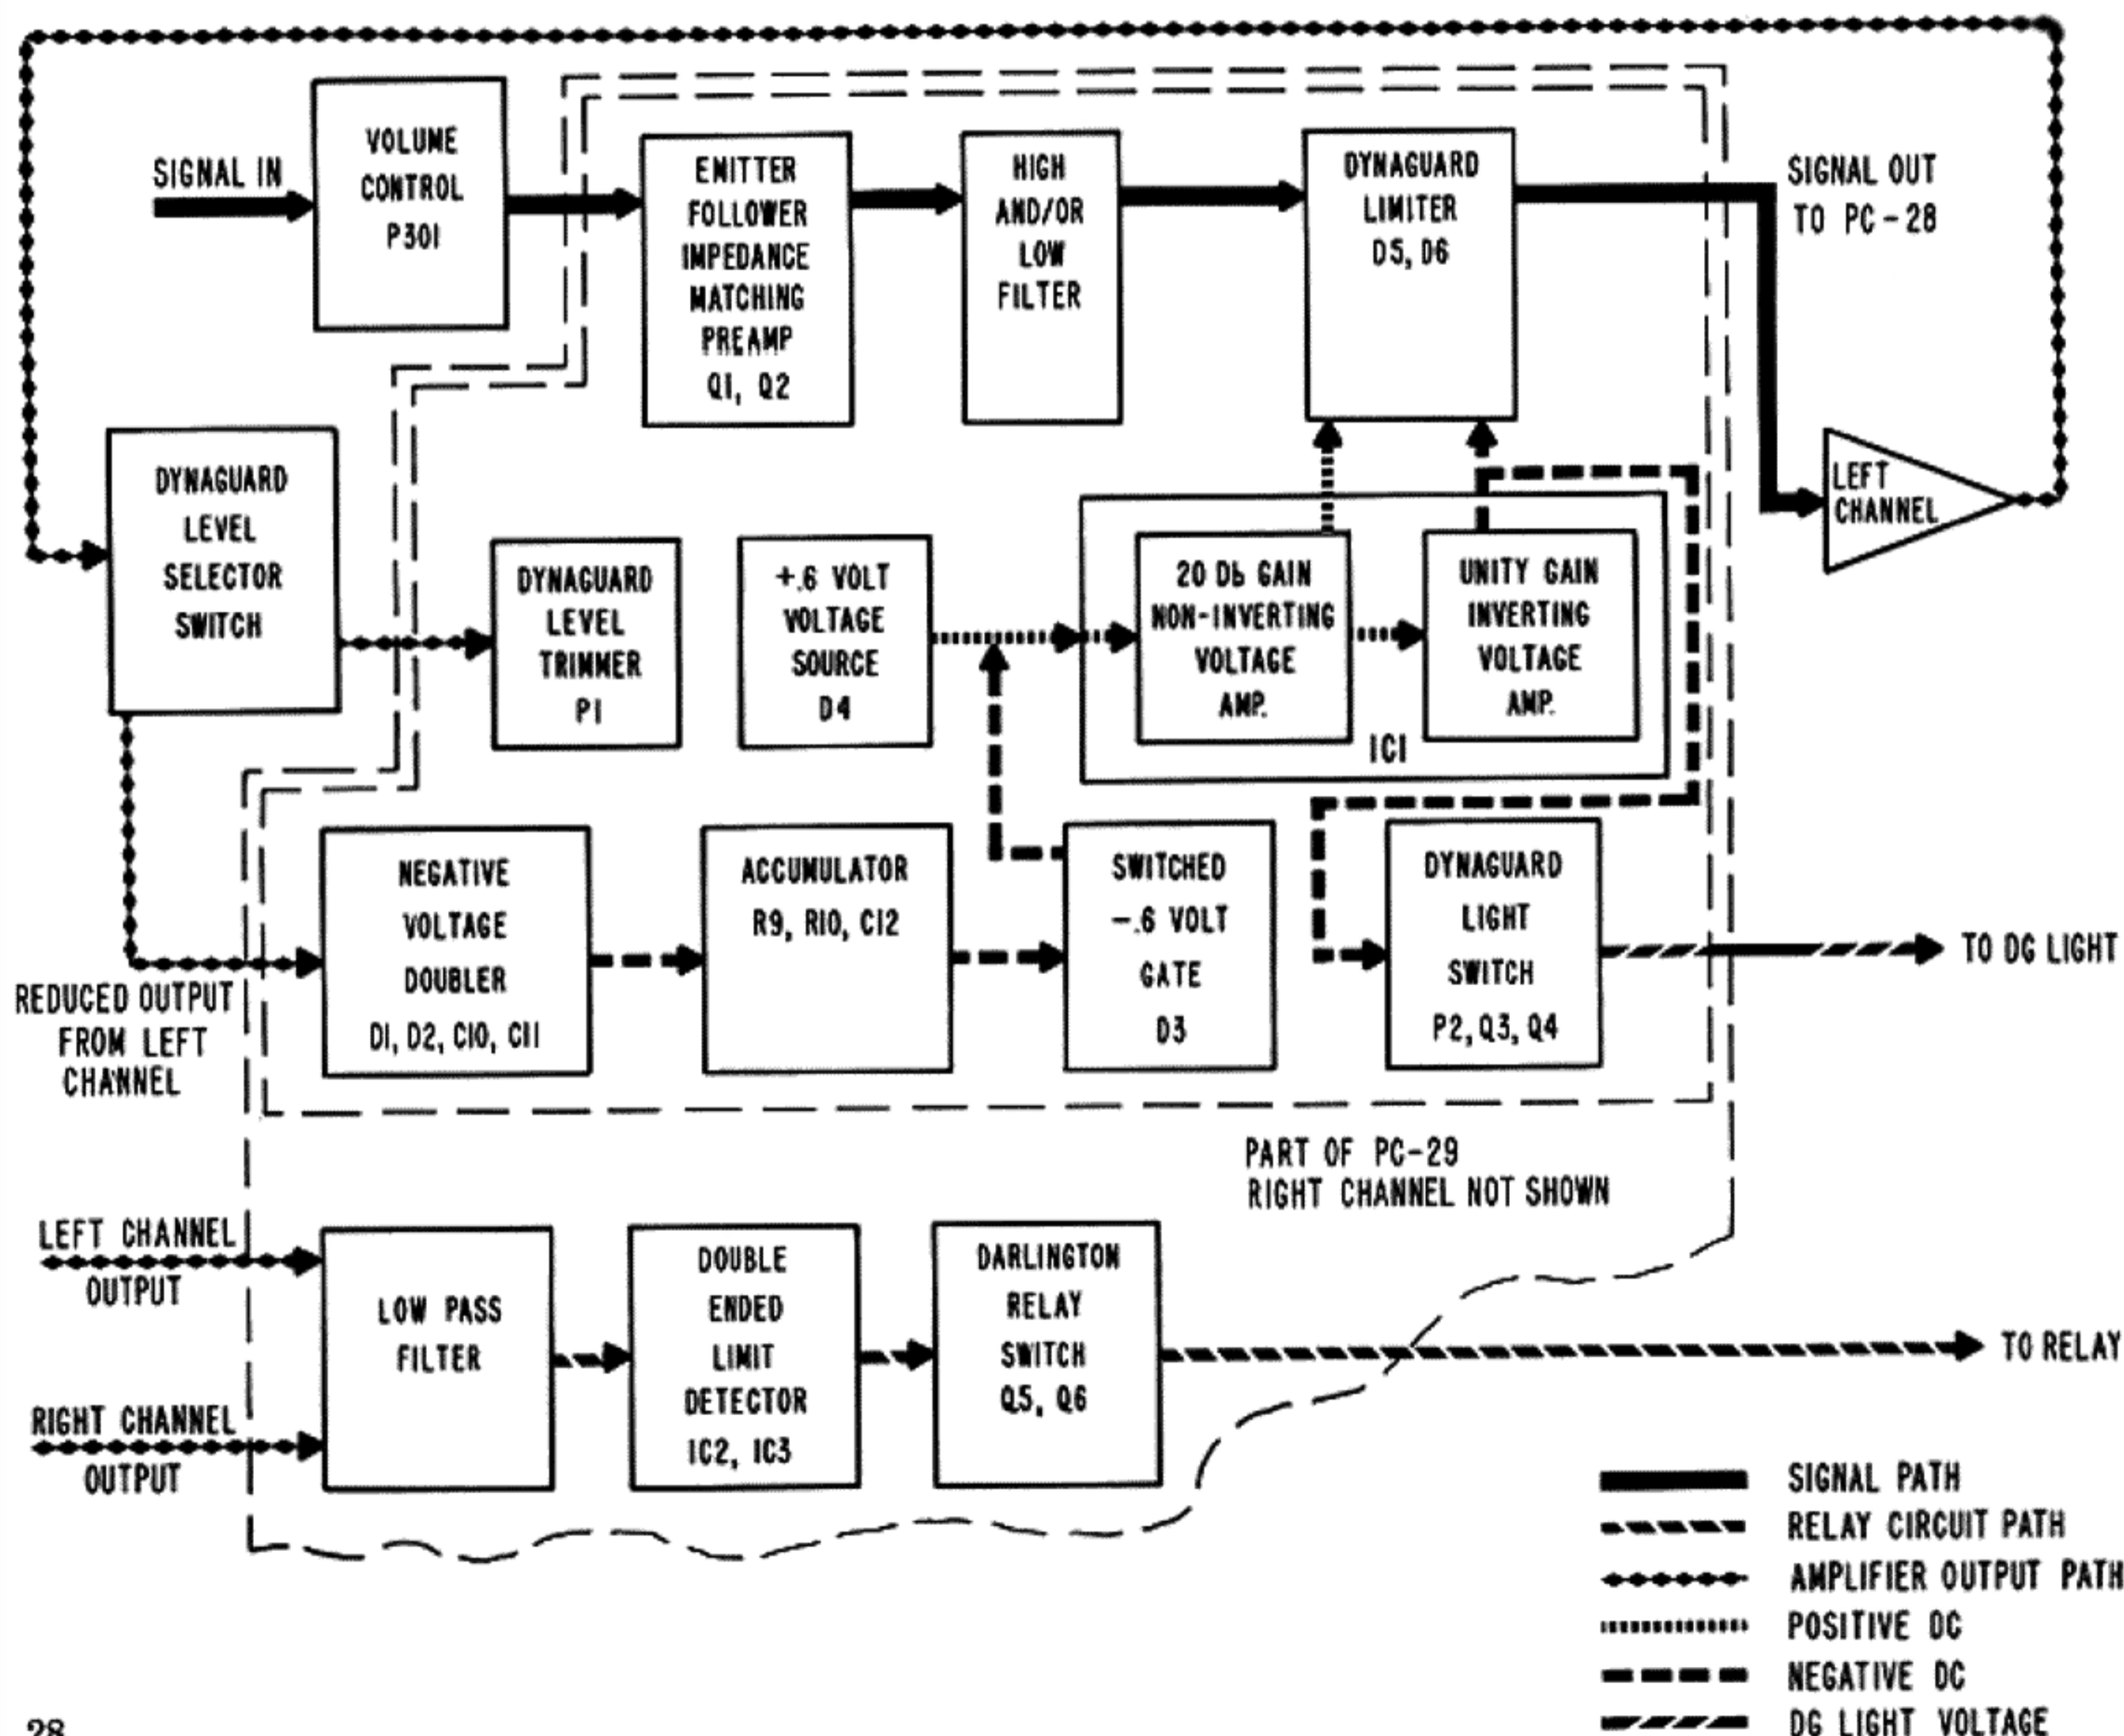 SIGNAL IN
VOLUME
CONTROL
P301
EMITTER
FOLLOWER
IMPEDANCE
MATCHING
PREAMP
Q1, Q2
HIGH
AND/OR
LOW
FILTER
DYNAGUARD
LIMITER
D5, D6
SIGNAL OUT
TO PC-28
LEFT
CHANNEL
DYNAGUARD
LEVEL
SELECTOR
SWITCH
DYNAGUARD
LEVEL
TRIMMER
P1
+.6 VOLT
VOLTAGE
SOURCE
D4
20 Db GAIN
NON-INVERTING
VOLTAGE
AMP.
UNITY GAIN
INVERTING
VOLTAGE
AMP.
IC1
REDUCED OUTPUT
FROM LEFT
CHANNEL
NEGATIVE
VOLTAGE
DOUBLER
D1, D2, C10, C11
ACCUMULATOR
R9, R10, C12
SWITCHED
-.6 VOLT
GATE
D3
DYNAGUARD
LIGHT
SWITCH
P2, Q3, Q4
TO DG LIGHT
PART OF PC-29
RIGHT CHANNEL NOT SHOWN
LEFT CHANNEL
OUTPUT
RIGHT CHANNEL
OUTPUT
LOW PASS
FILTER
DOUBLE
ENDED
LIMIT
DETECTOR
IC2, IC3
DARLINGTON
RELAY
SWITCH
Q5, Q6
TO RELAY
SIGNAL PATH
RELAY CIRCUIT PATH
AMPLIFIER OUTPUT PATH
POSITIVE DC
NEGATIVE DC
DG LIGHT VOLTAGE
28